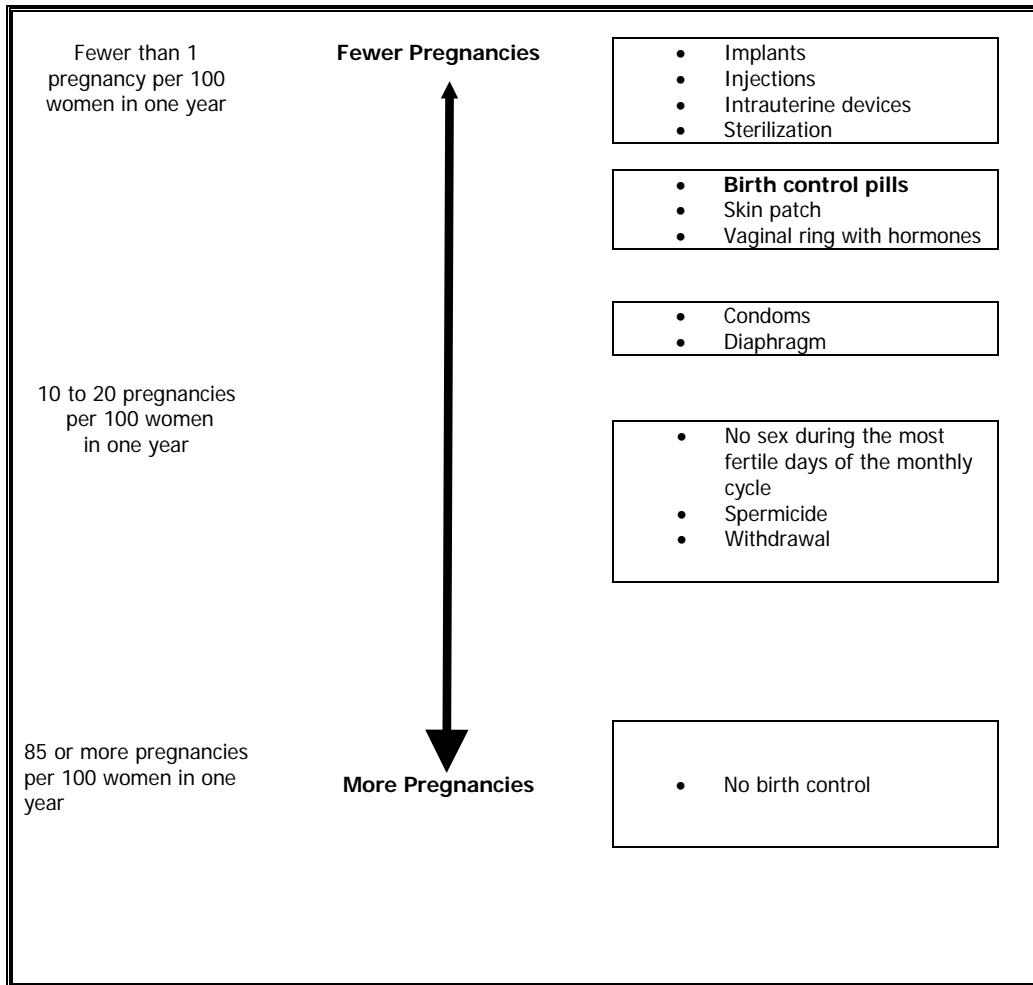 Fewer than 1
pregnancy per 100
women in one year
Fewer Pregnancies
• Implants
• Injections
• Intrauterine devices
• Sterilization
• Birth control pills
• Skin patch
• Vaginal ring with hormones
• Condoms
• Diaphragm
10 to 20 pregnancies
per 100 women
in one year
• No sex during the most
fertile days of the monthly
cycle
• Spermicide
• Withdrawal
85 or more pregnancies
per 100 women in one
year
More Pregnancies
• No birth control